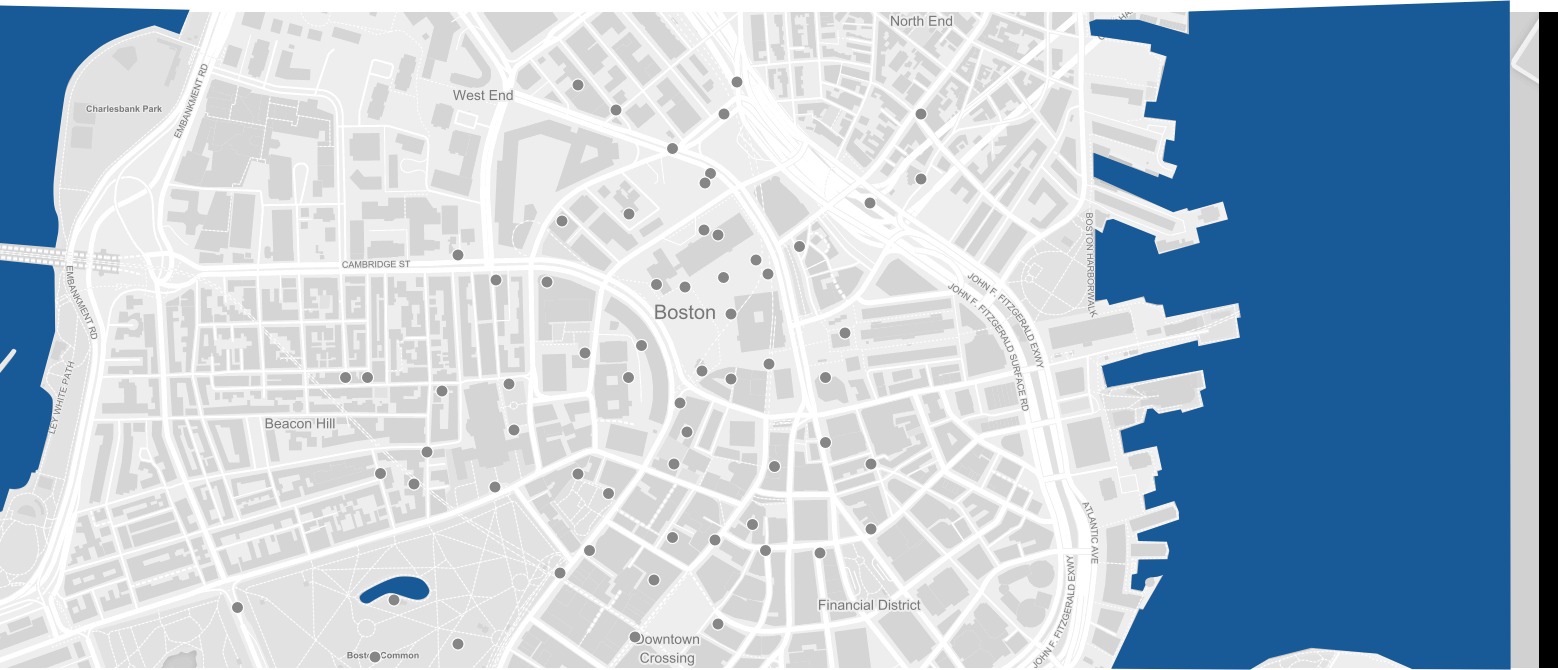 North End
West End
Charlesbank Park
EMBANKMENT RD
BOSTON HARBORWALK
CAMBRIDGE ST
EMBANKMENT RD
JOHN F. FITZGERALD EXWY
JOHN F. FITZGERALD SURFACE RD
Boston
LEY WHITE PATH
Beacon Hill
ATLANTIC AVE
JOHN F. FITZGERALD EXWY
Financial District
Downtown
Crossing
Boston Common